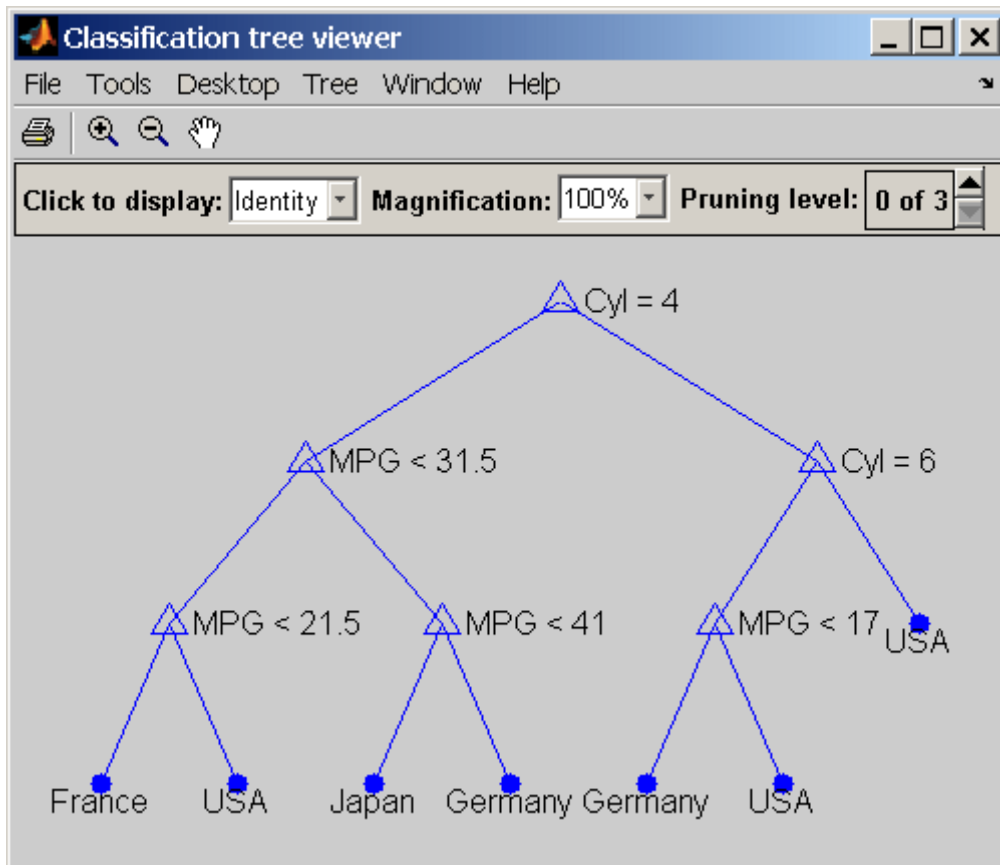 Classification tree viewer
File Tools Desktop Tree Window Help
Click to display: Identity Magnification: 100% Pruning level: 0 of 3
Cyl = 4
MPG < 31.5 Cyl = 6
MPG < 21.5 MPG < 41 MPG < 17 USA
France USA Japan Germany Germany USA